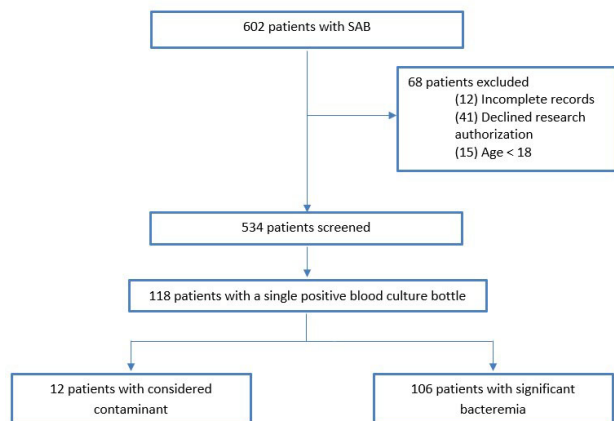 602 patients with SAB
68 patients excluded
(12) Incomplete records
(41) Declined research
authorization
(15) Age < 18
534 patients screened
118 patients with a single positive blood culture bottle
12 patients with considered
contaminant
106 patients with significant
bacteremia